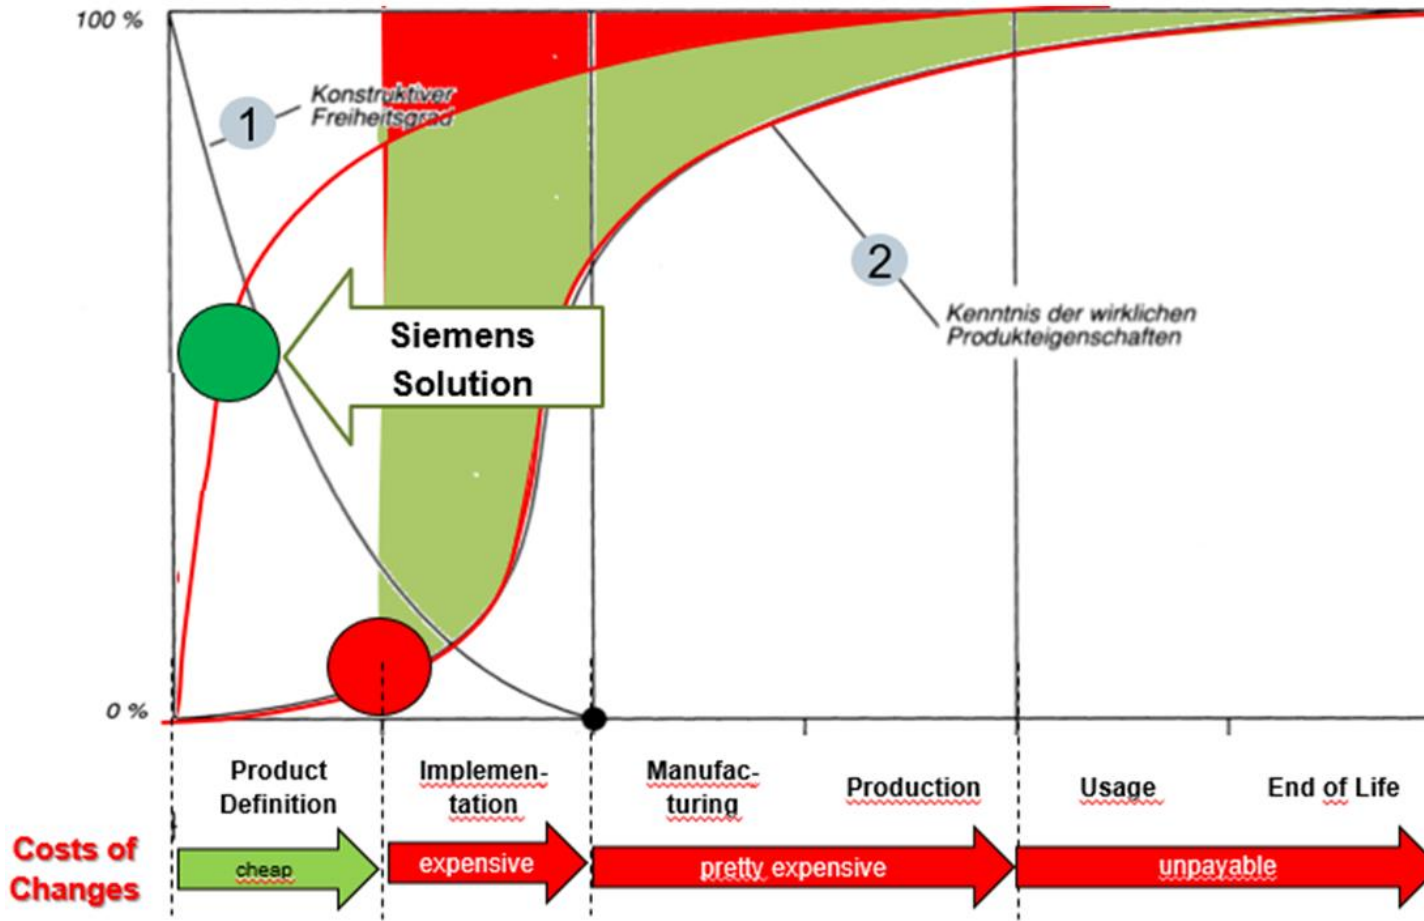 100 %
1
Konstruktiver
Freiheitsgrad
Siemens
Solution
2
Kenntnis der wirklichen
Produkteigenschaften
0 %
Product
Definition
Implemen-
tation
Manufac-
turing
Production
Usage
End of Life
Costs of
Changes
cheap
expensive
pretty expensive
unpayable